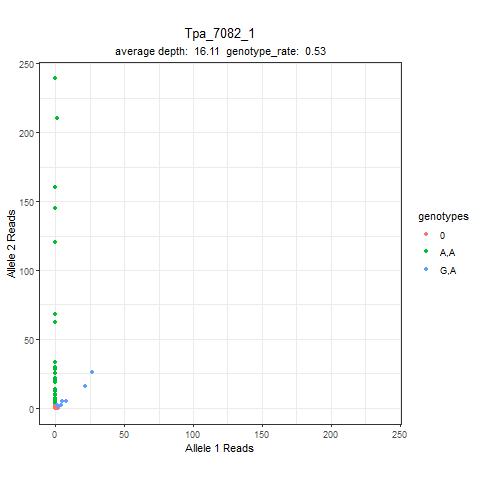 Tpa_7082_1
average depth:  16.11  genotype_rate:  0.53
250
200
150
100
50
0
Allele 2 Reads
0 50 100 150 200 250
Allele 1 Reads
genotypes
0
A,A
G,A